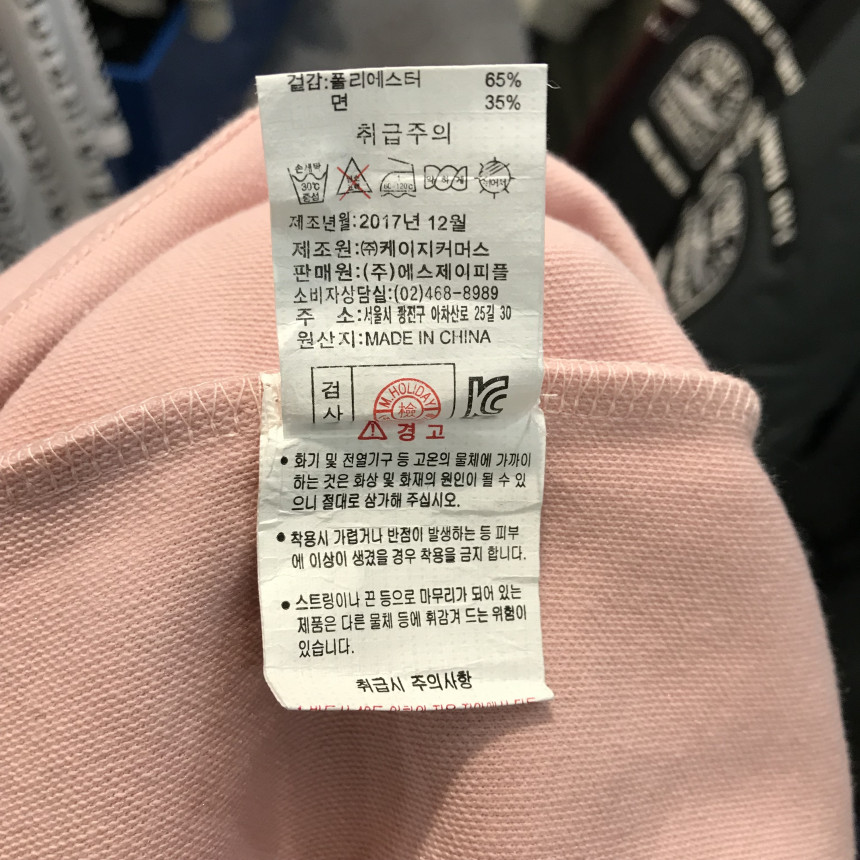 겉감:폴리에스터 65%
면 35%
취급주의
손세탁
30℃
중성
제조년월:2017년 12월
제조원:㈜케이지커머스
판매원:(주)에스제이피플
소비자상담실:(02)468-8989
주 소:서울시 광진구 아차산로 25길 30
원산지:MADE IN CHINA
검
사
M.HOLIDAY
檢
경고
● 화기 및 전열기구 등 고온의 물체에 가까이
하는 것은 화상 및 화재의 원인이 될 수 있
으니 절대로 삼가해 주십시오.
● 착용시 가렵거나 반점이 발생하는 등 피부
에 이상이 생겼을 경우 착용을 금지 합니다.
● 스트링이나 끈 등으로 마무리가 되어 있는
제품은 다른 물체 등에 휘감겨 드는 위험이
있습니다.
취급시 주의사항